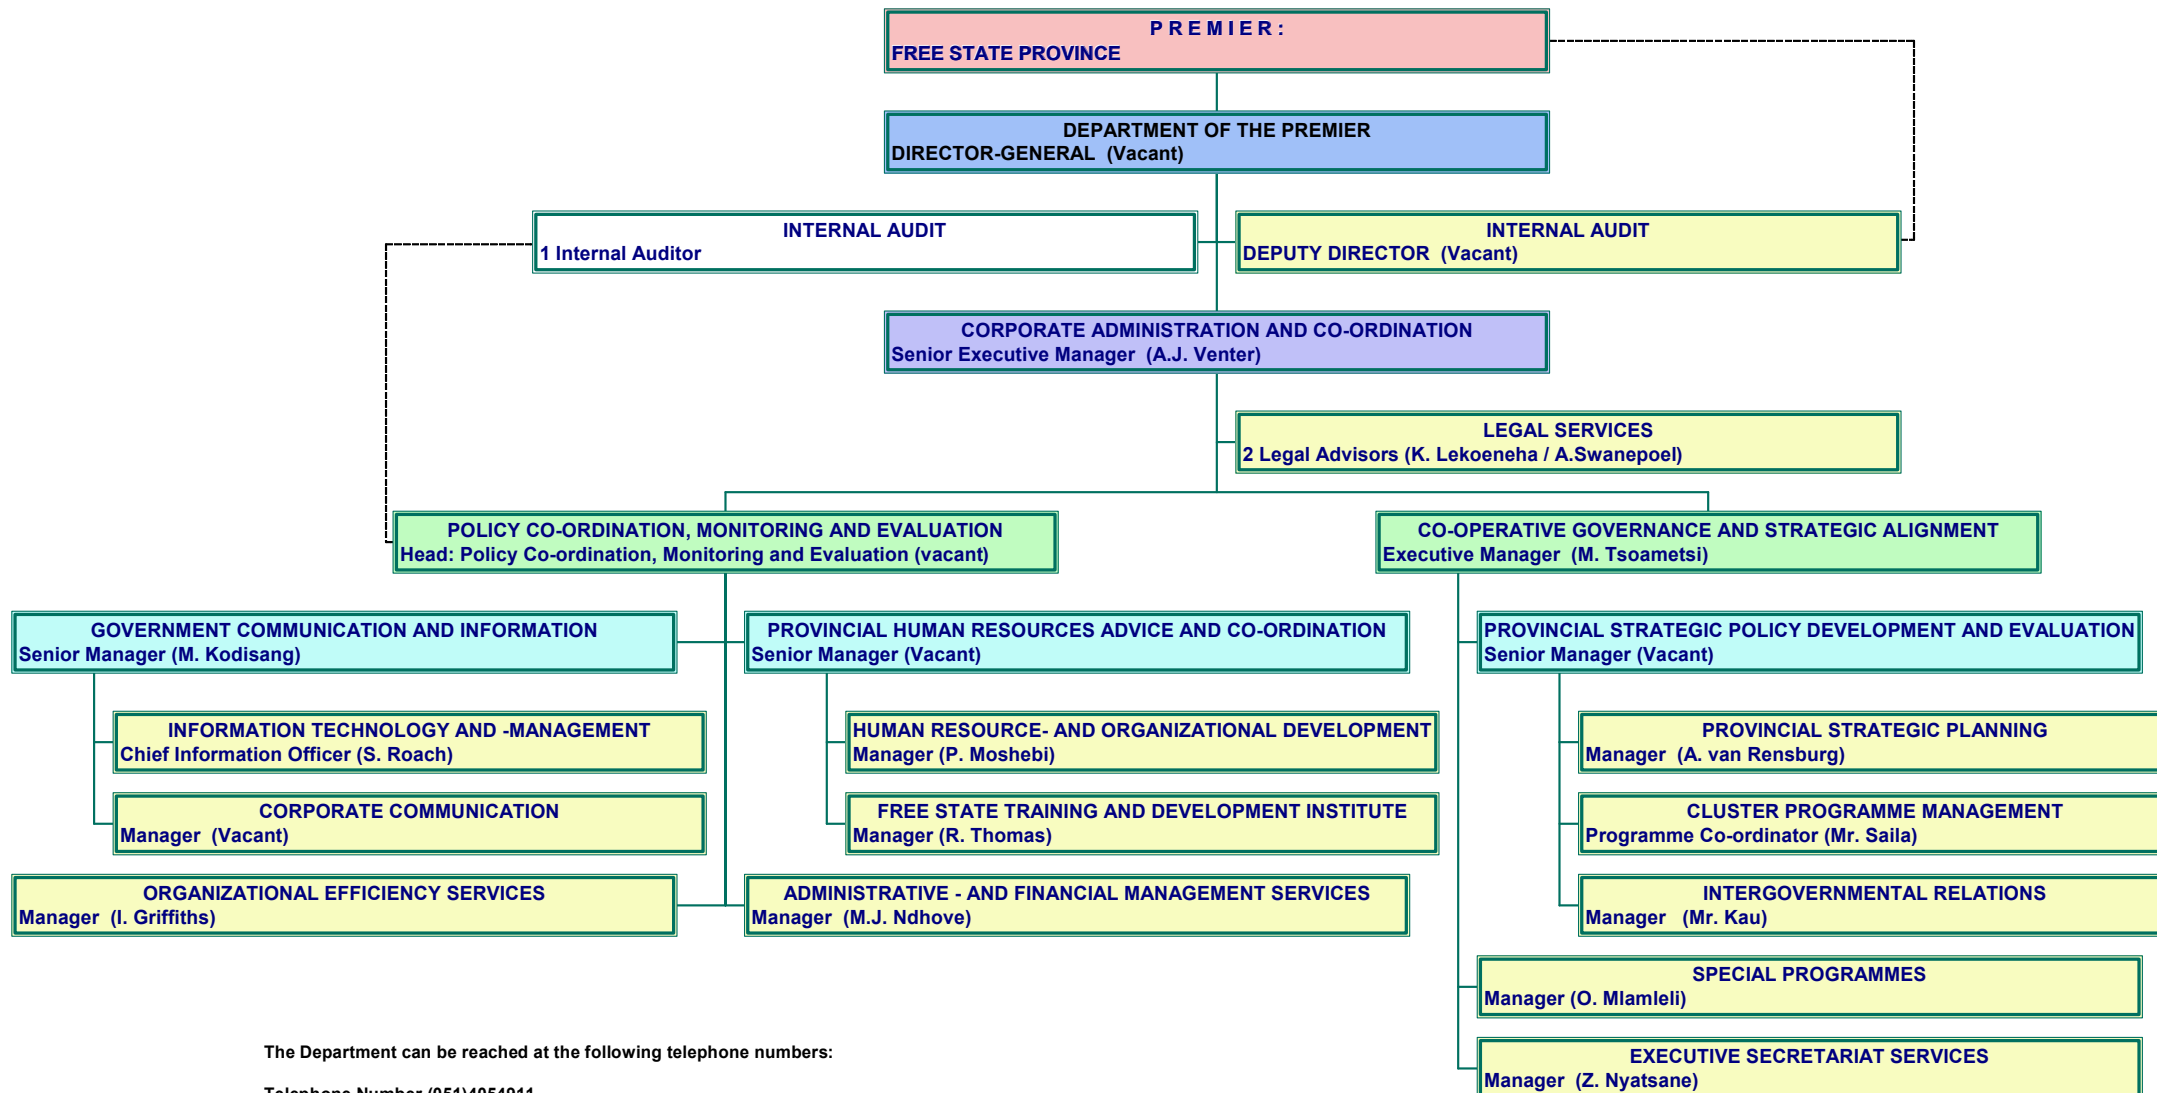 P R E M I E R :
FREE STATE PROVINCE
DEPARTMENT OF THE PREMIER
DIRECTOR-GENERAL (Vacant)
INTERNAL AUDIT
1 Internal Auditor
INTERNAL AUDIT
DEPUTY DIRECTOR (Vacant)
CORPORATE ADMINISTRATION AND CO-ORDINATION
Senior Executive Manager (A.J. Venter)
LEGAL SERVICES
2 Legal Advisors (K. Lekoeneha / A.Swanepoel)
POLICY CO-ORDINATION, MONITORING AND EVALUATION
Head: Policy Co-ordination, Monitoring and Evaluation (vacant)
CO-OPERATIVE GOVERNANCE AND STRATEGIC ALIGNMENT
Executive Manager (M. Tsoametsi)
GOVERNMENT COMMUNICATION AND INFORMATION
Senior Manager (M. Kodisang)
PROVINCIAL HUMAN RESOURCES ADVICE AND CO-ORDINATION
Senior Manager (Vacant)
PROVINCIAL STRATEGIC POLICY DEVELOPMENT AND EVALUATION
Senior Manager (Vacant)
INFORMATION TECHNOLOGY AND -MANAGEMENT
Chief Information Officer (S. Roach)
HUMAN RESOURCE- AND ORGANIZATIONAL DEVELOPMENT
Manager (P. Moshebi)
PROVINCIAL STRATEGIC PLANNING
Manager (A. van Rensburg)
CORPORATE COMMUNICATION
Manager (Vacant)
FREE STATE TRAINING AND DEVELOPMENT INSTITUTE
Manager (R. Thomas)
CLUSTER PROGRAMME MANAGEMENT
Programme Co-ordinator (Mr. Saila)
ORGANIZATIONAL EFFICIENCY SERVICES
Manager (I. Griffiths)
ADMINISTRATIVE - AND FINANCIAL MANAGEMENT SERVICES
Manager (M.J. Ndhove)
INTERGOVERNMENTAL RELATIONS
Manager (Mr. Kau)
SPECIAL PROGRAMMES
Manager (O. Mlamleli)
EXECUTIVE SECRETARIAT SERVICES
Manager (Z. Nyatsane)
The Department can be reached at the following telephone numbers:
Telephone Number (051)4054911